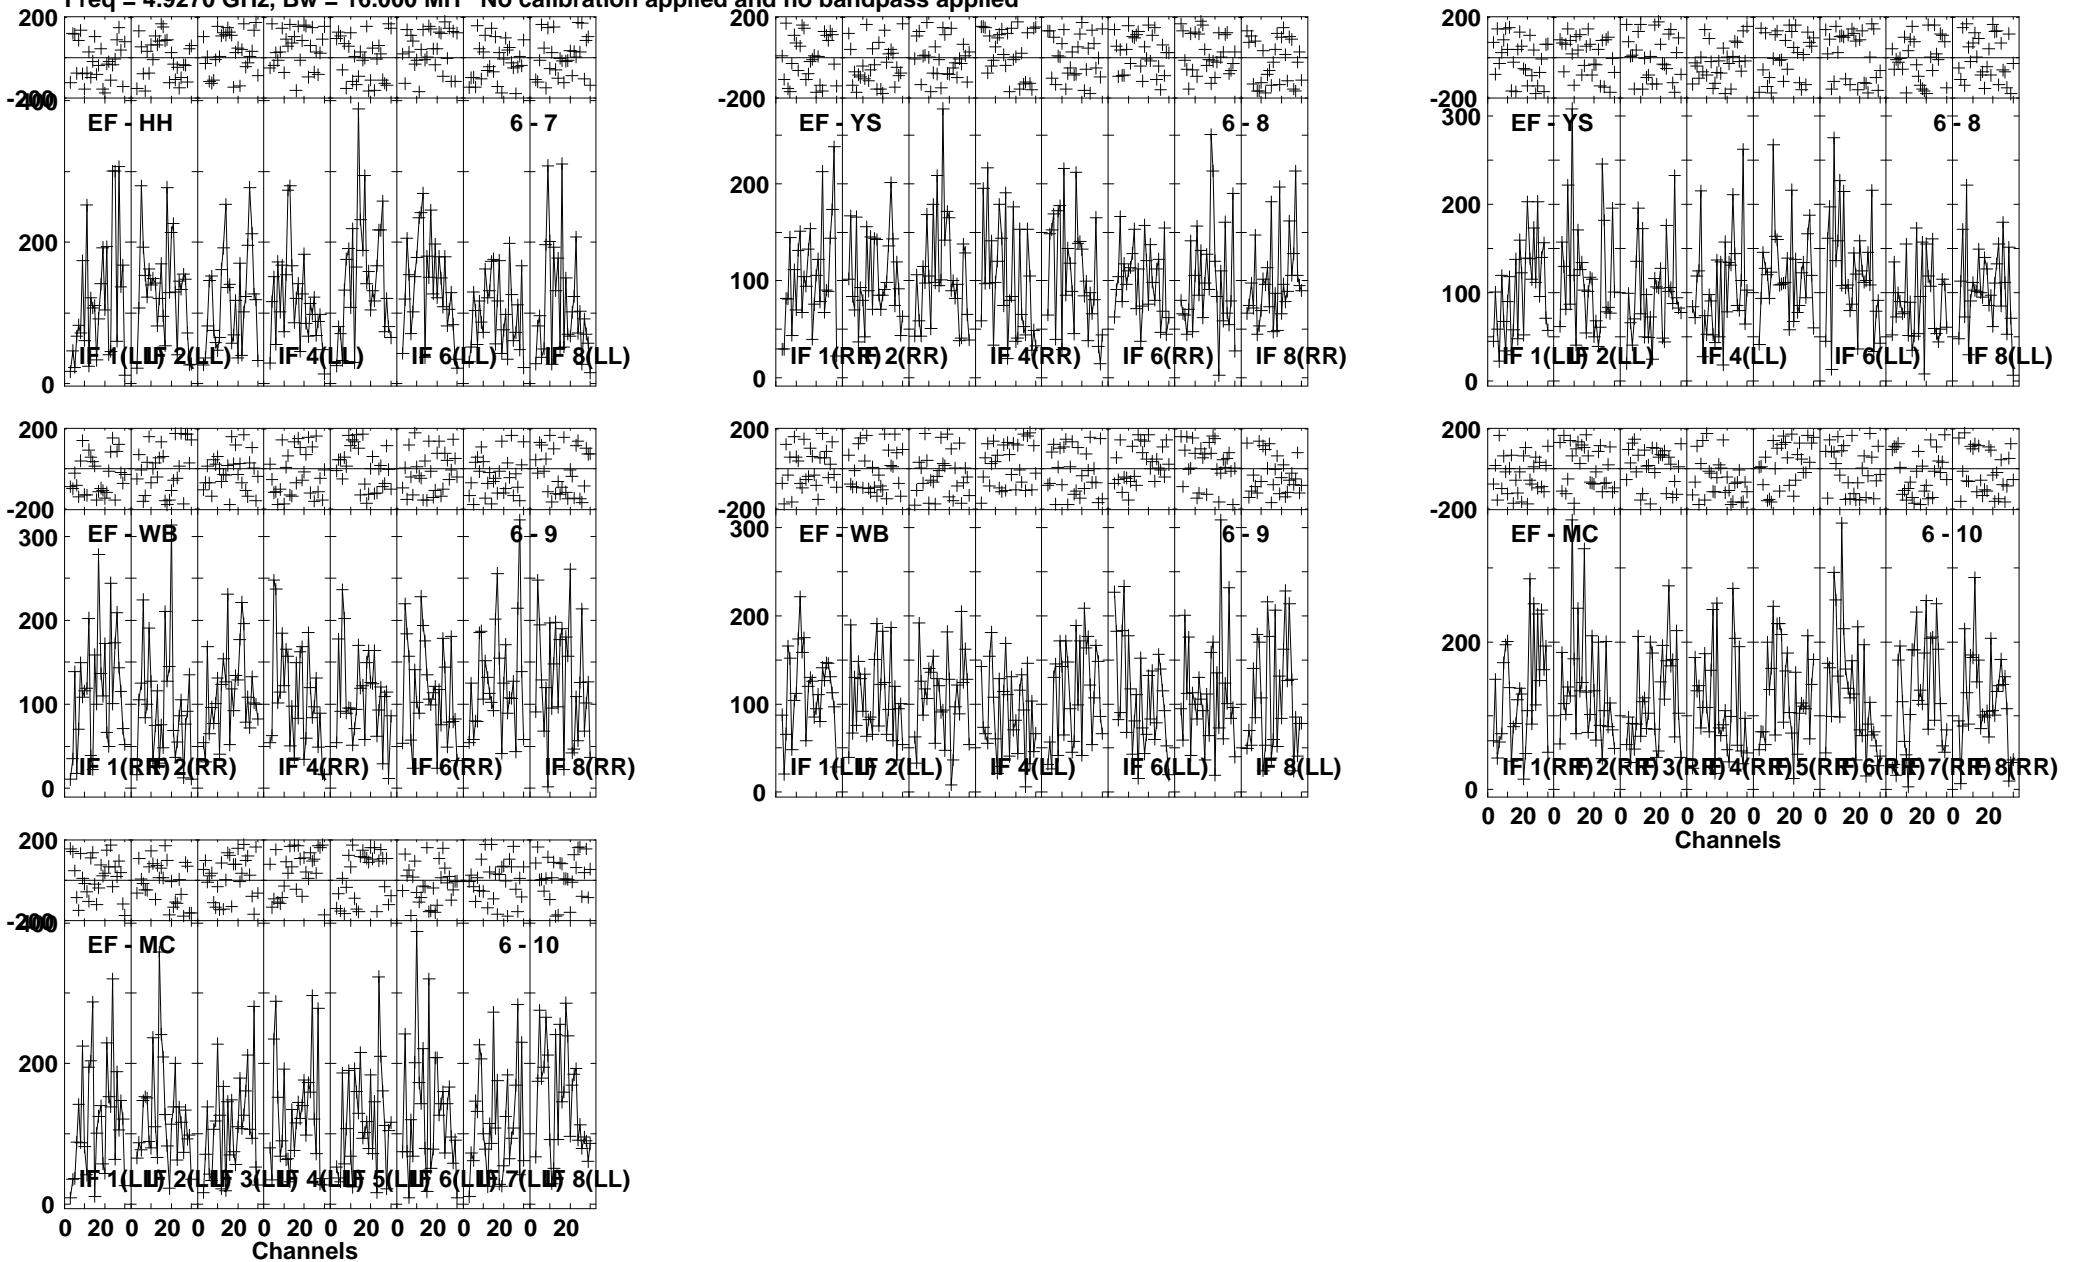 Freq = 4.9270 GHz, Bw = 16.000 MH No calibration applied and no bandpass applied
200
-200
400
EF - HH 6 - 7
200
0
IF 1(LL) IF 2(LL) IF 4(LL) IF 6(LL) IF 8(LL)
200
-200
EF - YS 6 - 8
200
100
0
IF 1(RR) IF 2(RR) IF 4(RR) IF 6(RR) IF 8(RR)
200
-200
300
EF - YS 6 - 8
200
100
0
IF 1(LL) IF 2(LL) IF 4(LL) IF 6(LL) IF 8(LL)
200
-200
300
EF - WB 6 - 9
200
100
0
IF 1(RR) IF 2(RR) IF 4(RR) IF 6(RR) IF 8(RR)
200
-200
300
EF - WB 6 - 9
200
100
0
IF 1(LL) IF 2(LL) IF 4(LL) IF 6(LL) IF 8(LL)
200
-200
EF - MC 6 - 10
200
0
IF 1(RR) IF 2(RR) IF 3(RR) IF 4(RR) IF 5(RR) IF 6(RR) IF 7(RR) IF 8(RR)
0 20 0 20 0 20 0 20 0 20 0 20 0 20 0 20
Channels
200
-200
400
EF - MC 6 - 10
200
0
IF 1(LL) IF 2(LL) IF 3(LL) IF 4(LL) IF 5(LL) IF 6(LL) IF 7(LL) IF 8(LL)
0 20 0 20 0 20 0 20 0 20 0 20 0 20 0 20
Channels